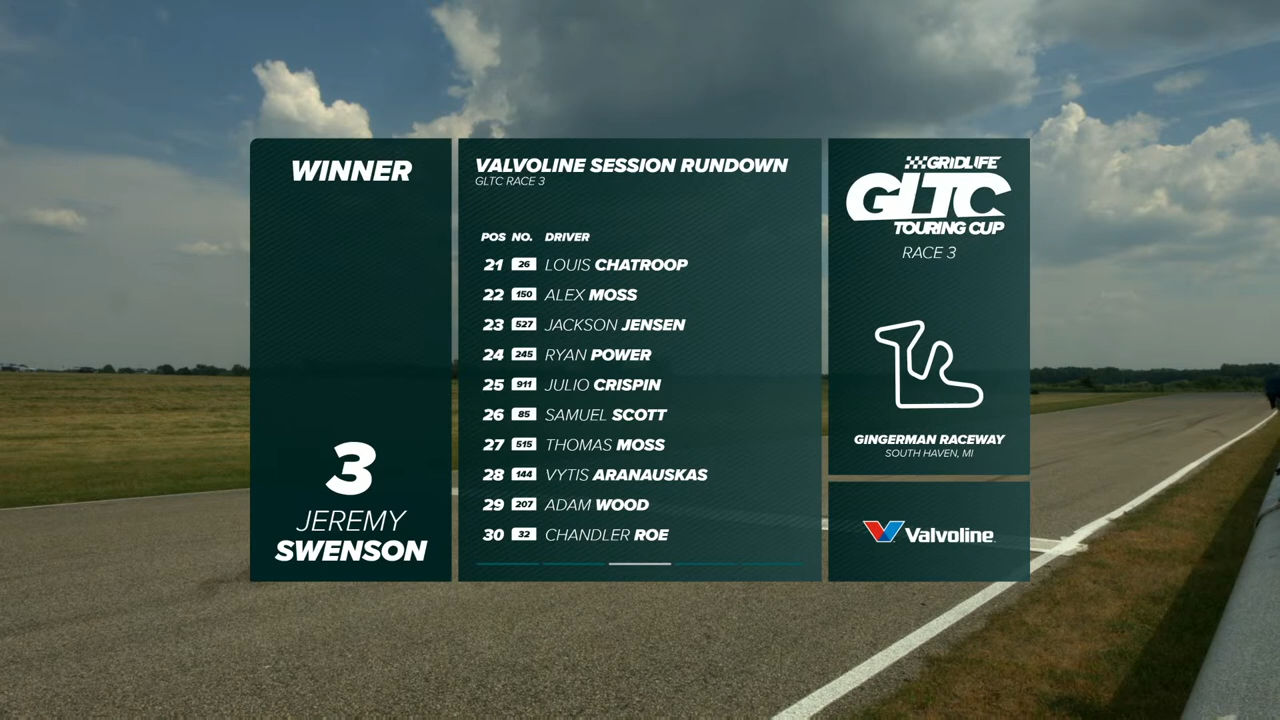 WINNER
3
JEREMY
SWENSON
VALVOLINE SESSION RUNDOWN
GLTC RACE 3
POS NO. DRIVER
21 26 LOUIS CHATROOP
22 150 ALEX MOSS
23 527 JACKSON JENSEN
24 245 RYAN POWER
25 911 JULIO CRISPIN
26 85 SAMUEL SCOTT
27 515 THOMAS MOSS
28 144 VYTIS ARANAUSKAS
29 207 ADAM WOOD
30 32 CHANDLER ROE
GRIDLIFE
GLTC
TOURING CUP
RACE 3
GINGERMAN RACEWAY
SOUTH HAVEN, MI
Valvoline